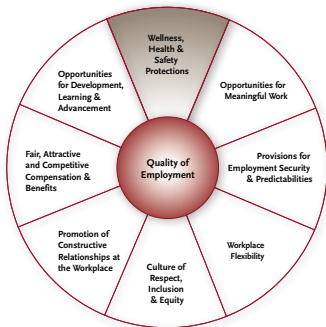 Wellness,
Health &
Safety
Protections
Opportunities for
Meaningful Work
Provisions for
Employment Security
& Predictabilities
Workplace
Flexibility
Culture of
Respect,
Inclusion
& Equity
Promotion of
Constructive
Relationships at
the Workplace
Fair, Attractive
and Competitive
Compensation &
Benefits
Opportunities
for Development,
Learning &
Advancement
Quality of
Employment